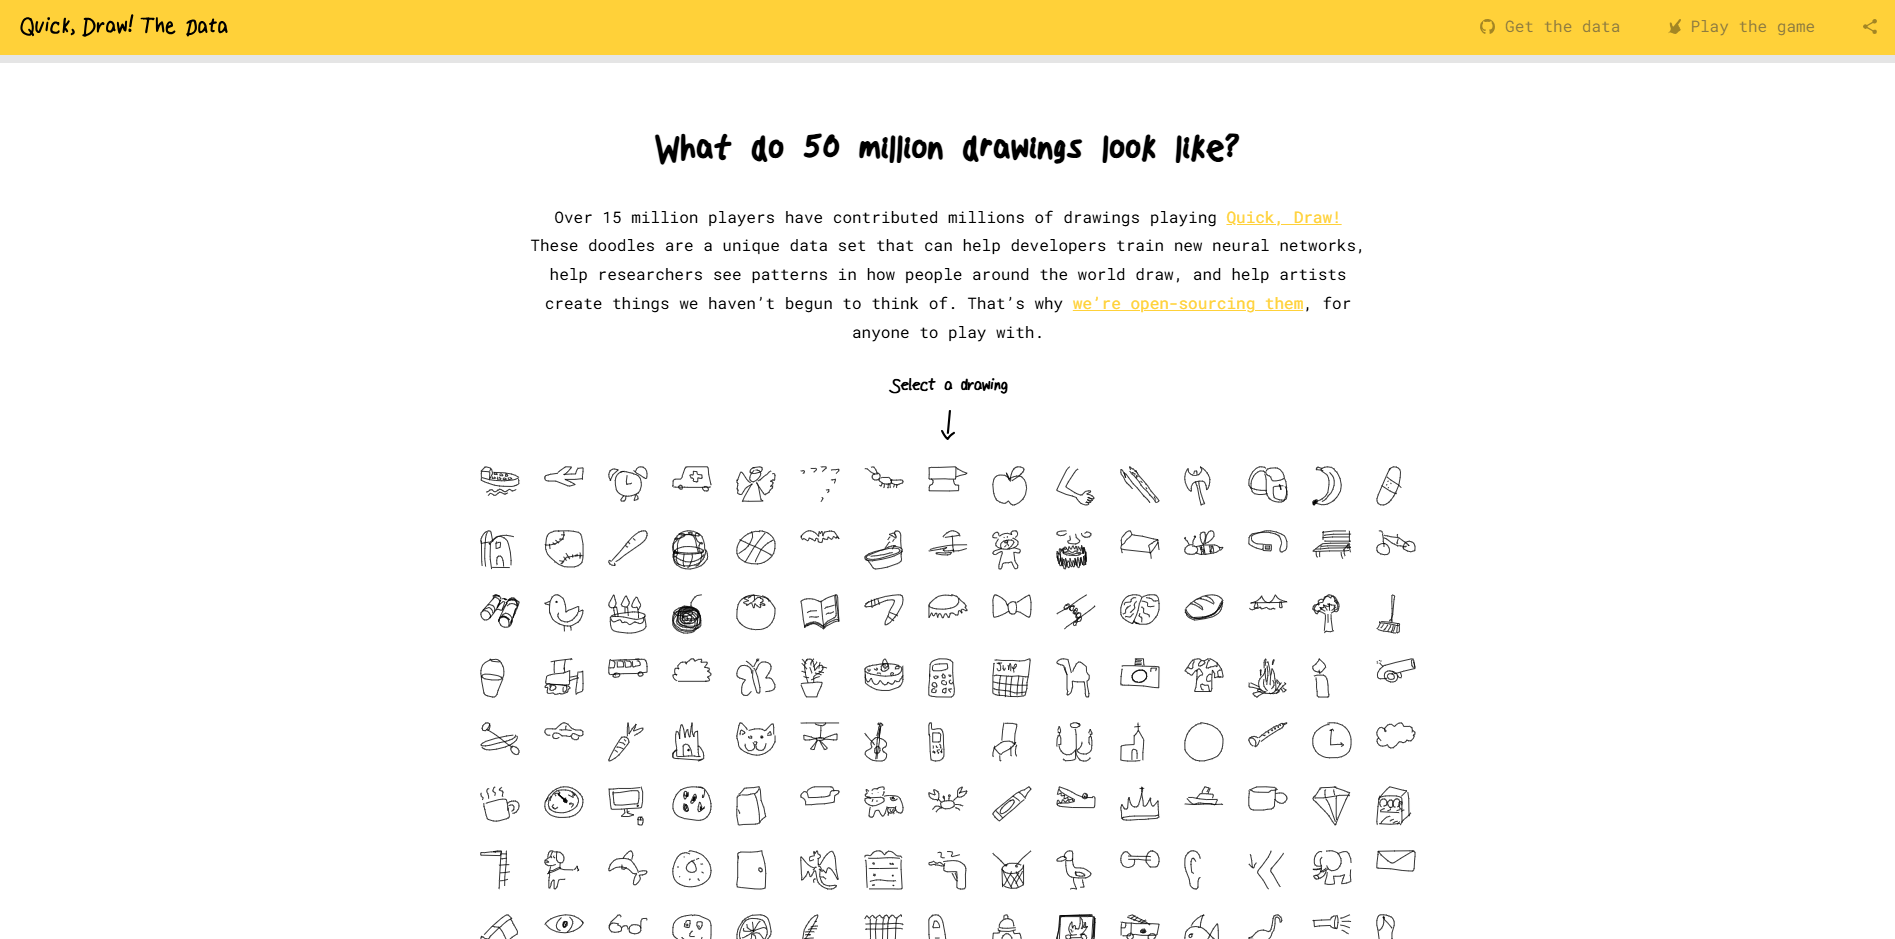 Quick, Draw! The Data
Get the data
Play the game
What do 50 million drawings look like?
Over 15 million players have contributed millions of drawings playing Quick, Draw!
These doodles are a unique data set that can help developers train new neural networks,
help researchers see patterns in how people around the world draw, and help artists
create things we haven't begun to think of. That's why we're open-sourcing them, for
anyone to play with.
Select a drawing